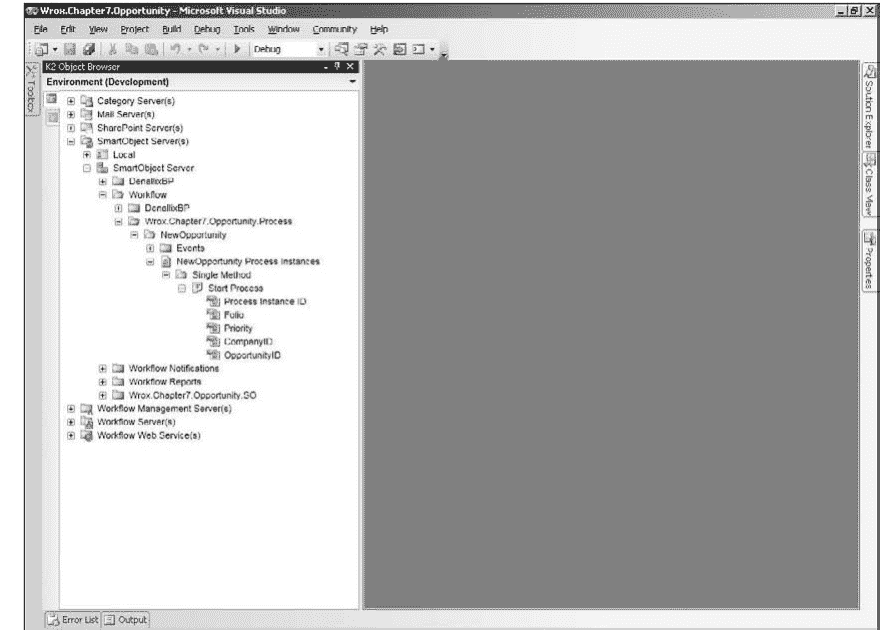 Wrox.Chapter7.Opportunity - Microsoft Visual Studio
File Edit View Project Build Debug Tools Window Community Help
Debug
K2 Object Browser
Environment (Development)
Category Server(s)
Mail Server(s)
SharePoint Server(s)
SmartObject Server(s)
Local
SmartObject Server
DenallixBP
Workflow
DenallixBP
Wrox.Chapter7.Opportunity.Process
NewOpportunity
Events
NewOpportunity Process Instances
Single Method
Start Process
Process Instance ID
Folio
Priority
CompanyID
OpportunityID
Workflow Notifications
Workflow Reports
Wrox.Chapter7.Opportunity.SO
Workflow Management Server(s)
Workflow Server(s)
Workflow Web Service(s)
Toolbox
Solution Explorer
Class View
Properties
Error List Output